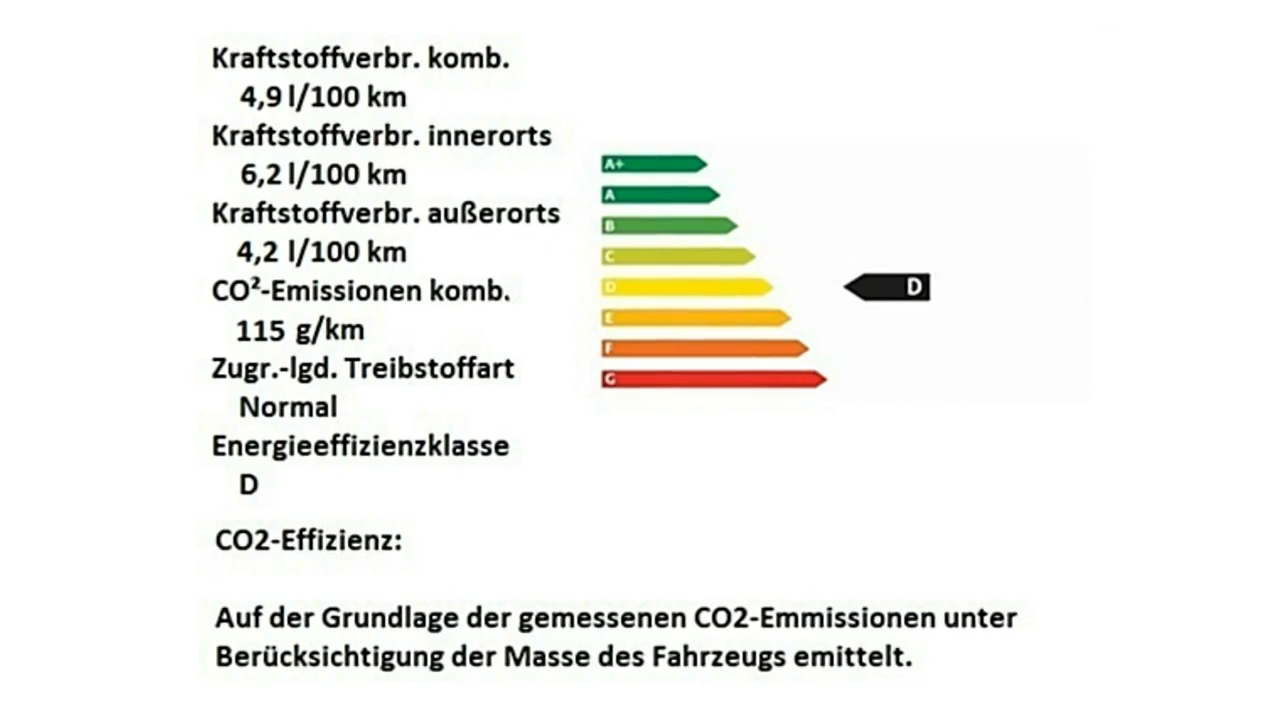 Kraftstoffverbr. komb.
4,9 l/100 km
Kraftstoffverbr. innerorts
6,2 l/100 km
Kraftstoffverbr. außerorts
4,2 l/100 km
CO²-Emissionen komb.
115 g/km
Zugr.-lgd. Treibstoffart
Normal
Energieeffizienzklasse
D
A+
A
B
C
D
D
E
F
G
CO2-Effizienz:
Auf der Grundlage der gemessenen CO2-Emmissionen unter
Berücksichtigung der Masse des Fahrzeugs emittelt.